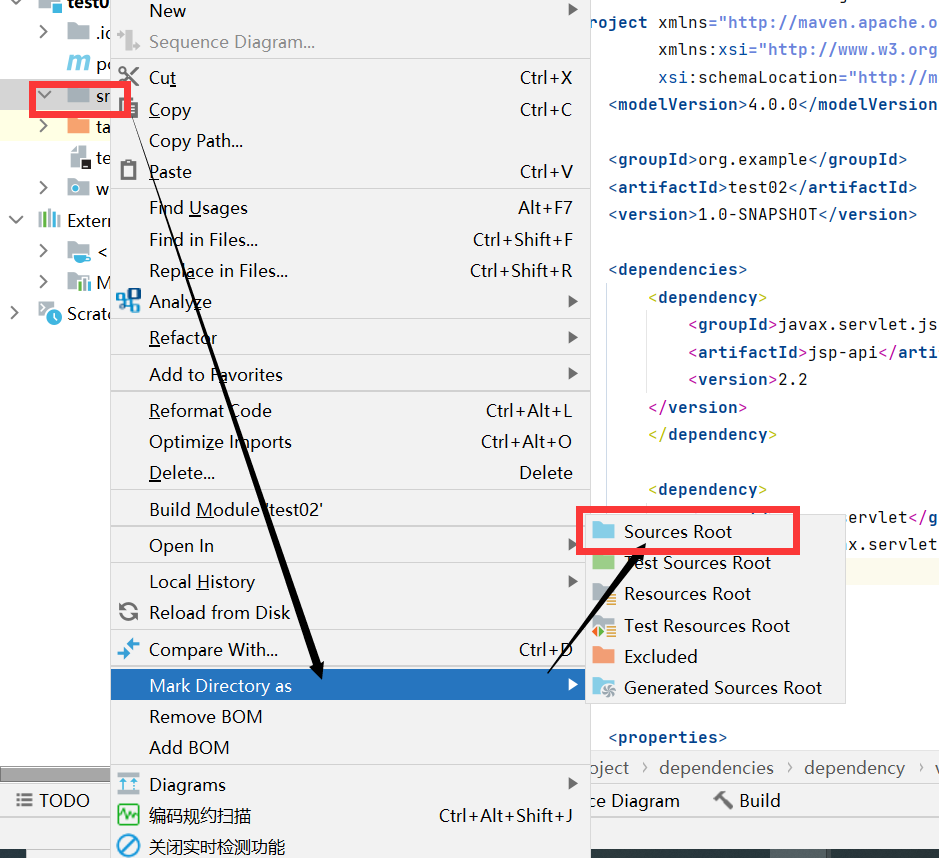 test0
.i
po
sr
ta
te
w
Extern
<
M
Scratc
New
Sequence Diagram...
Cut Ctrl+X
Copy Ctrl+C
Copy Path...
Paste Ctrl+V
Find Usages Alt+F7
Find in Files... Ctrl+Shift+F
Replace in Files... Ctrl+Shift+R
Analyze
Refactor
Add to Favorites
Reformat Code Ctrl+Alt+L
Optimize Imports Ctrl+Alt+O
Delete... Delete
Build Module 'test02'
Open In
Local History
Reload from Disk
Compare With... Ctrl+D
Mark Directory as
Remove BOM
Add BOM
Diagrams
编码规约扫描 Ctrl+Alt+Shift+J
关闭实时检测功能
Sources Root
Test Sources Root
Resources Root
Test Resources Root
Excluded
Generated Sources Root
roject xmlns="http://maven.apache.o
xmlns:xsi="http://www.w3.org
xsi:schemaLocation="http://m
<modelVersion>4.0.0</modelVersion
<groupId>org.example</groupId>
<artifactId>test02</artifactId>
<version>1.0-SNAPSHOT</version>
<dependencies>
<dependency>
<groupId>javax.servlet.js
<artifactId>jsp-api</arti
<version>2.2
</version>
</dependency>
<dependency>
servlet</g
ax.servlet
<properties>
oject › dependencies › dependency ›
TODO
ce Diagram
Build